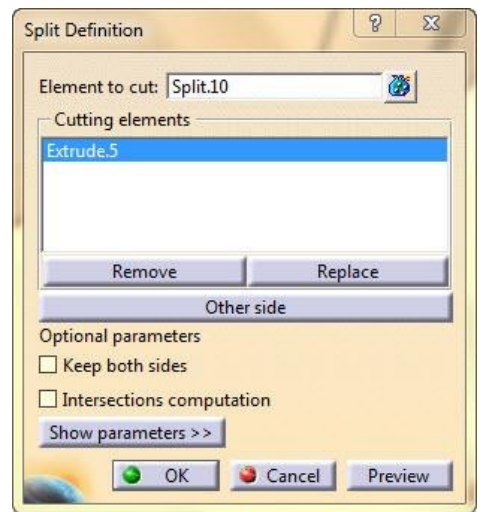 Split Definition
Element to cut: Split.10
Cutting elements
Extrude.5
Remove Replace
Other side
Optional parameters
Keep both sides
Intersections computation
Show parameters >>
OK Cancel Preview